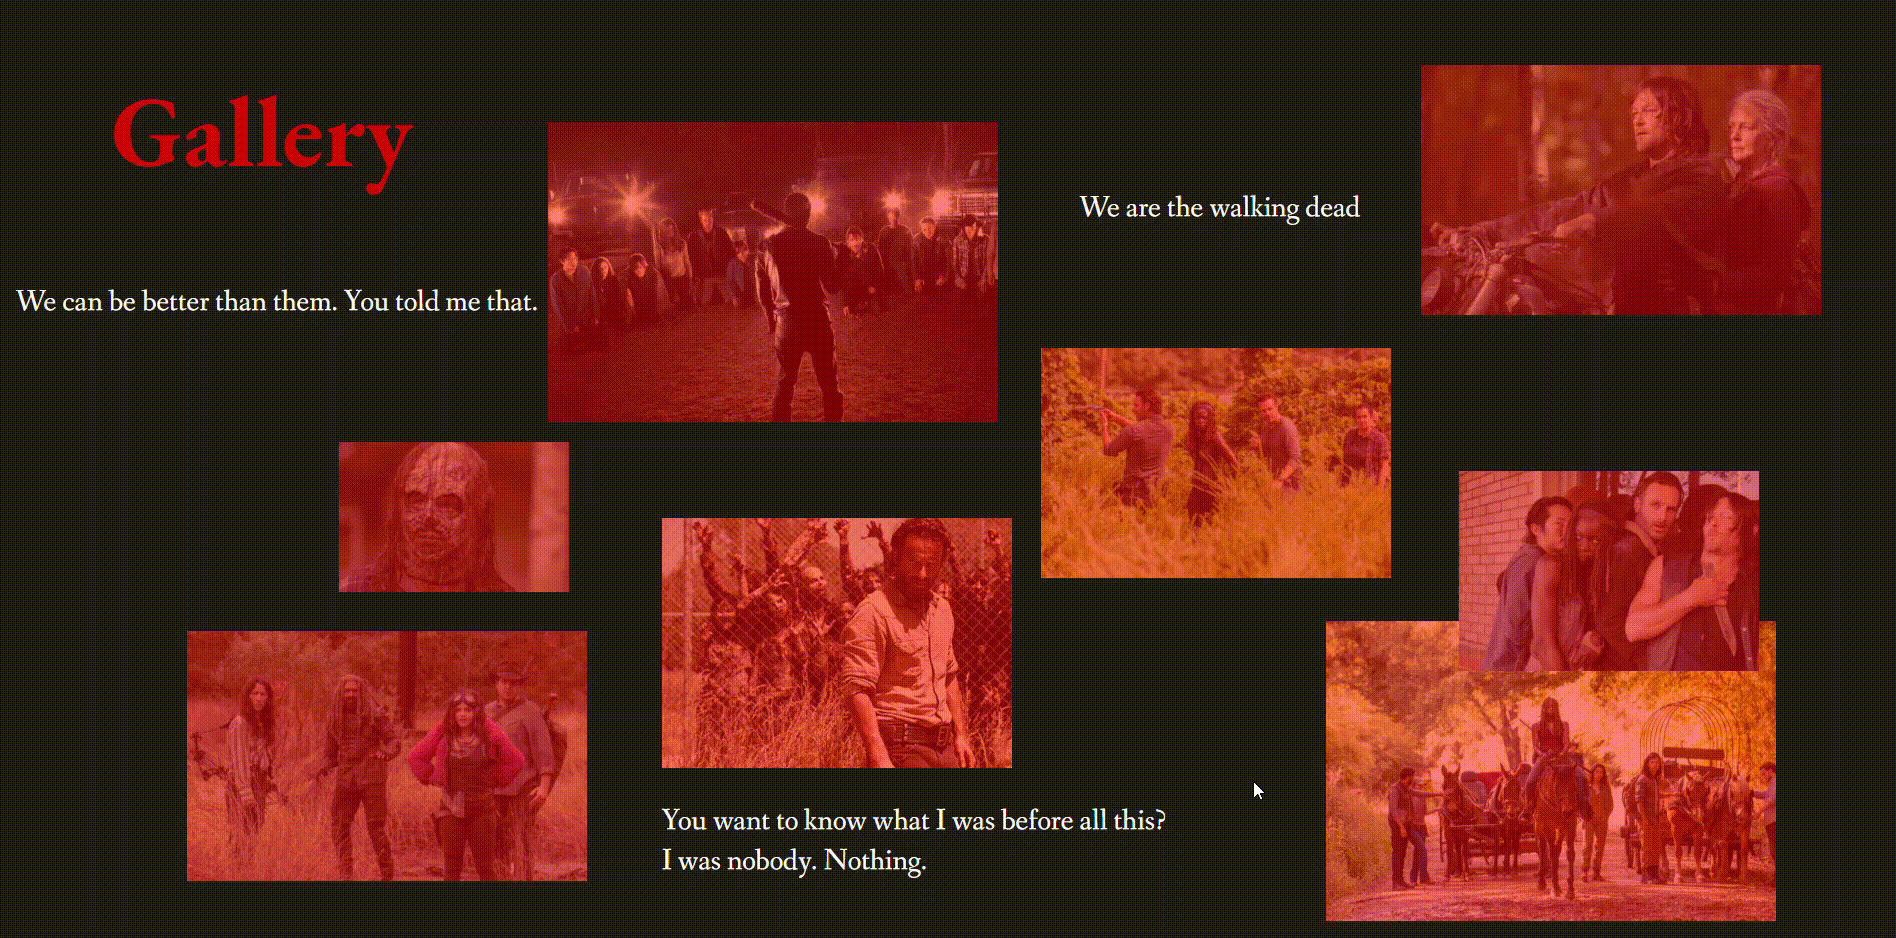 Gallery
We are the walking dead
We can be better than them. You told me that.
You want to know what I was before all this?
I was nobody. Nothing.